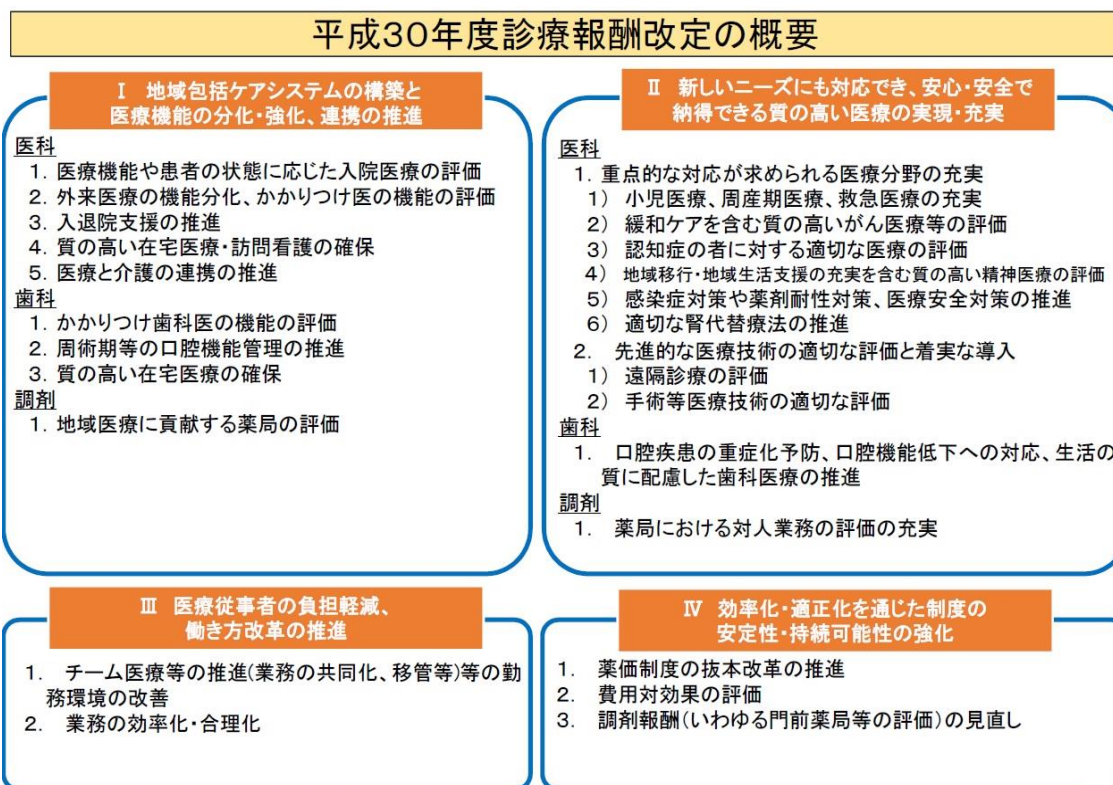 平成30年度診療報酬改定の概要
Ⅰ 地域包括ケアシステムの構築と
医療機能の分化・強化、連携の推進
医科
1. 医療機能や患者の状態に応じた入院医療の評価
2. 外来医療の機能分化、かかりつけ医の機能の評価
3. 入退院支援の推進
4. 質の高い在宅医療・訪問看護の確保
5. 医療と介護の連携の推進
歯科
1. かかりつけ歯科医の機能の評価
2. 周術期等の口腔機能管理の推進
3. 質の高い在宅医療の確保
調剤
1. 地域医療に貢献する薬局の評価
Ⅱ 新しいニーズにも対応でき、安心・安全で
納得できる質の高い医療の実現・充実
医科
1. 重点的な対応が求められる医療分野の充実
1) 小児医療、周産期医療、救急医療の充実
2) 緩和ケアを含む質の高いがん医療等の評価
3) 認知症の者に対する適切な医療の評価
4) 地域移行・地域生活支援の充実を含む質の高い精神医療の評価
5) 感染症対策や薬剤耐性対策、医療安全対策の推進
6) 適切な腎代替療法の推進
2. 先進的な医療技術の適切な評価と着実な導入
1) 遠隔診療の評価
2) 手術等医療技術の適切な評価
歯科
1. 口腔疾患の重症化予防、口腔機能低下への対応、生活の
質に配慮した歯科医療の推進
調剤
1. 薬局における対人業務の評価の充実
Ⅲ 医療従事者の負担軽減、
働き方改革の推進
1. チーム医療等の推進(業務の共同化、移管等)等の勤
務環境の改善
2. 業務の効率化・合理化
Ⅳ 効率化・適正化を通じた制度の
安定性・持続可能性の強化
1. 薬価制度の抜本改革の推進
2. 費用対効果の評価
3. 調剤報酬(いわゆる門前薬局等の評価)の見直し